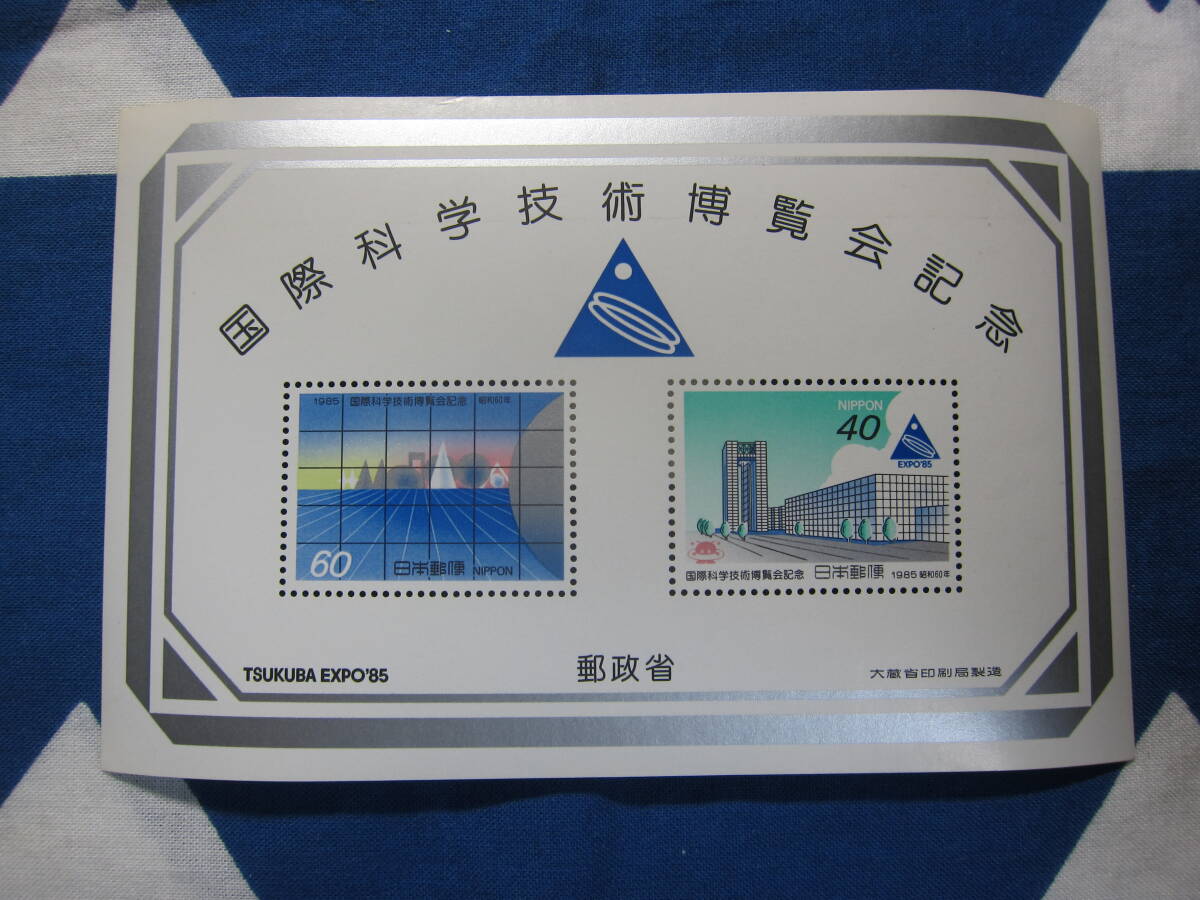 国際科学技術博覧会記念
1985 国際科学技術博覧会記念 昭和60年
60 日本郵便 NIPPON
NIPPON
40
EXPO'85
国際科学技術博覧会記念 日本郵便 1985 昭和60年
TSUKUBA EXPO'85
郵政省
大蔵省印刷局製造